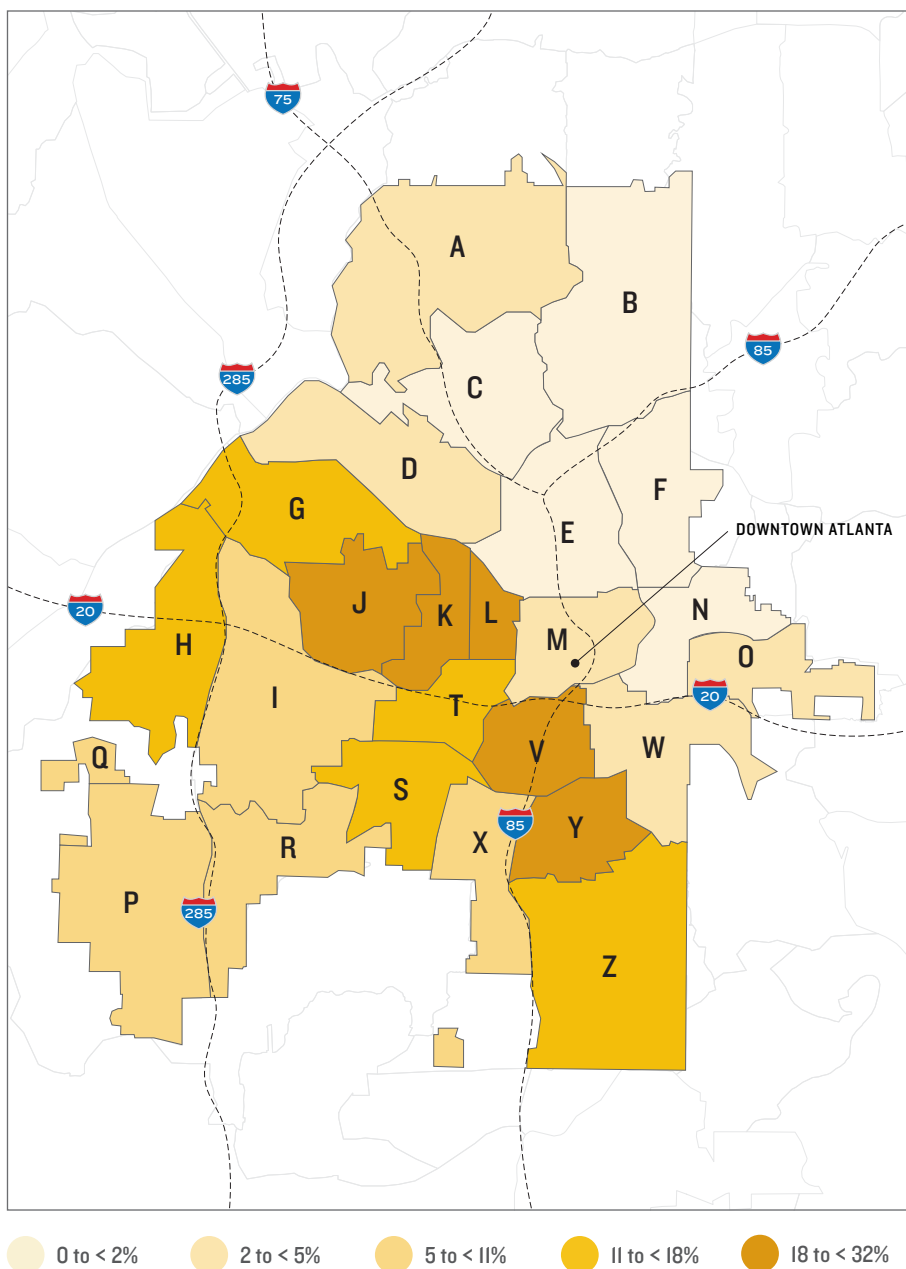 75
A
B
85
285
C
D
F
G
E
DOWNTOWN ATLANTA
20
J
K
L
N
H
M
O
I
20
T
Q
V
W
S
85
Y
R
X
P
285
Z
0 to < 2%
2 to < 5%
5 to < 11%
11 to < 18%
18 to < 32%